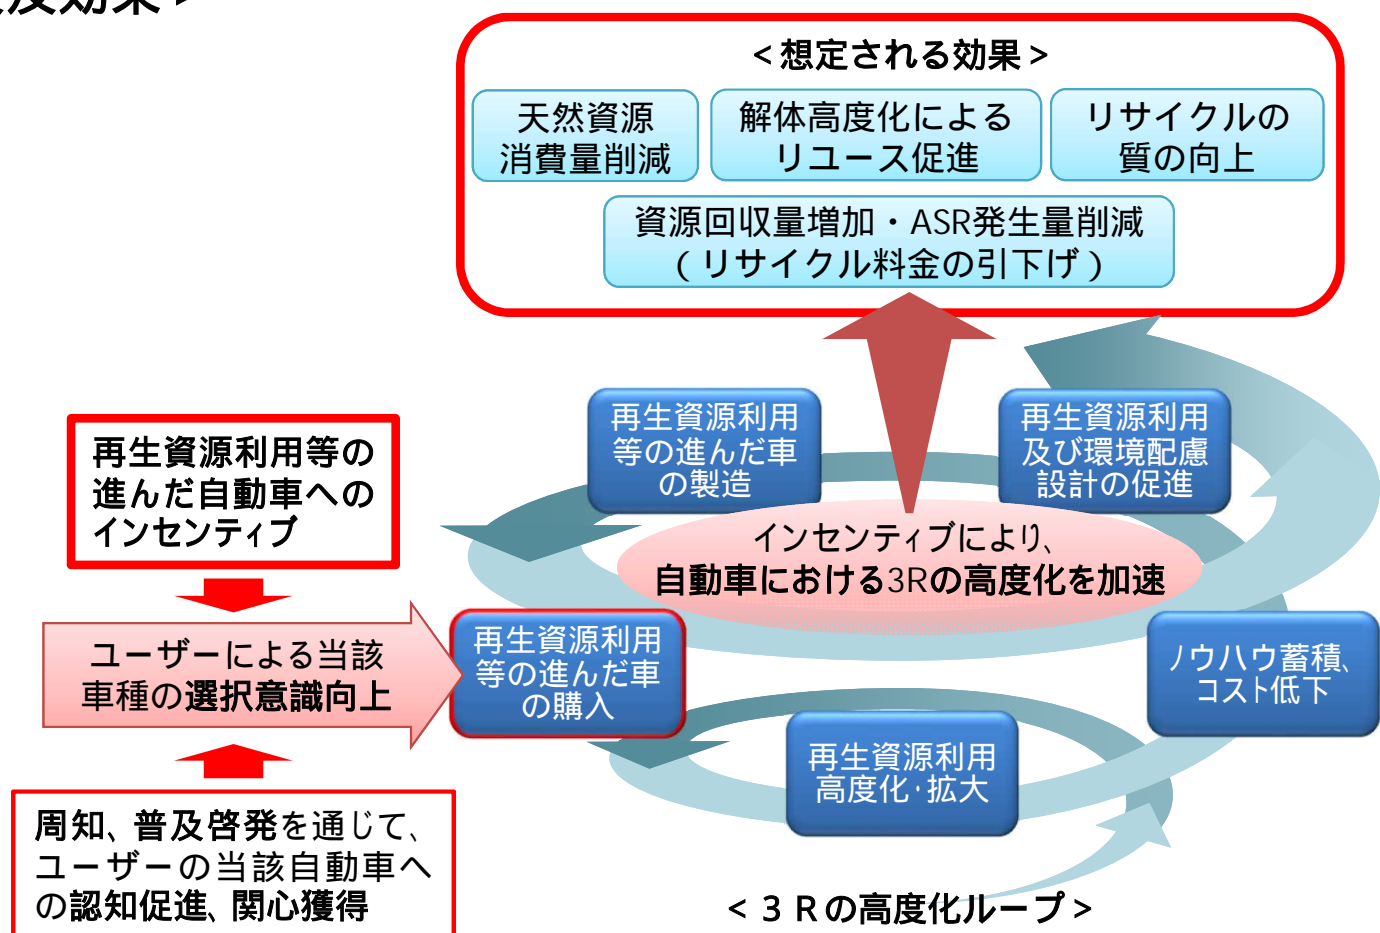 及効果>
<想定される効果>
天然資源
消費量削減
解体高度化による
リユース促進
リサイクルの
質の向上
資源回収量増加・ASR発生量削減
(リサイクル料金の引下げ)
再生資源利用
等の進んだ車
の製造
再生資源利用
及び環境配慮
設計の促進
再生資源利用等の
進んだ自動車への
インセンティブ
インセンティブにより、
自動車における3Rの高度化を加速
ユーザーによる当該
車種の選択意識向上
再生資源利用
等の進んだ車
の購入
ノウハウ蓄積、
コスト低下
再生資源利用
高度化・拡大
周知、普及啓発を通じて、
ユーザーの当該自動車へ
の認知促進、関心獲得
<3Rの高度化ループ>